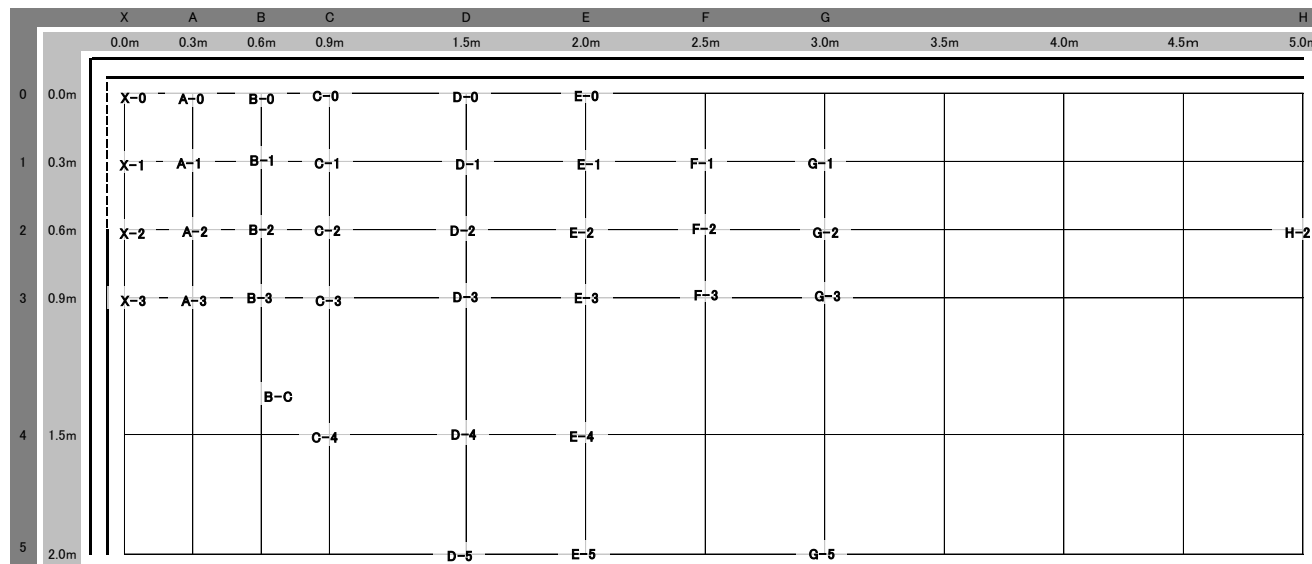 X A B C D E F G H
0.0m 0.3m 0.6m 0.9m 1.5m 2.0m 2.5m 3.0m 3.5m 4.0m 4.5m 5.0m
0 0.0m X-0 A-0 B-0 C-0 D-0 E-0
1 0.3m X-1 A-1 B-1 C-1 D-1 E-1 F-1 G-1
2 0.6m X-2 A-2 B-2 C-2 D-2 E-2 F-2 G-2 H-2
3 0.9m X-3 A-3 B-3 C-3 D-3 E-3 F-3 G-3
B-C
4 1.5m C-4 D-4 E-4
5 2.0m D-5 E-5 G-5